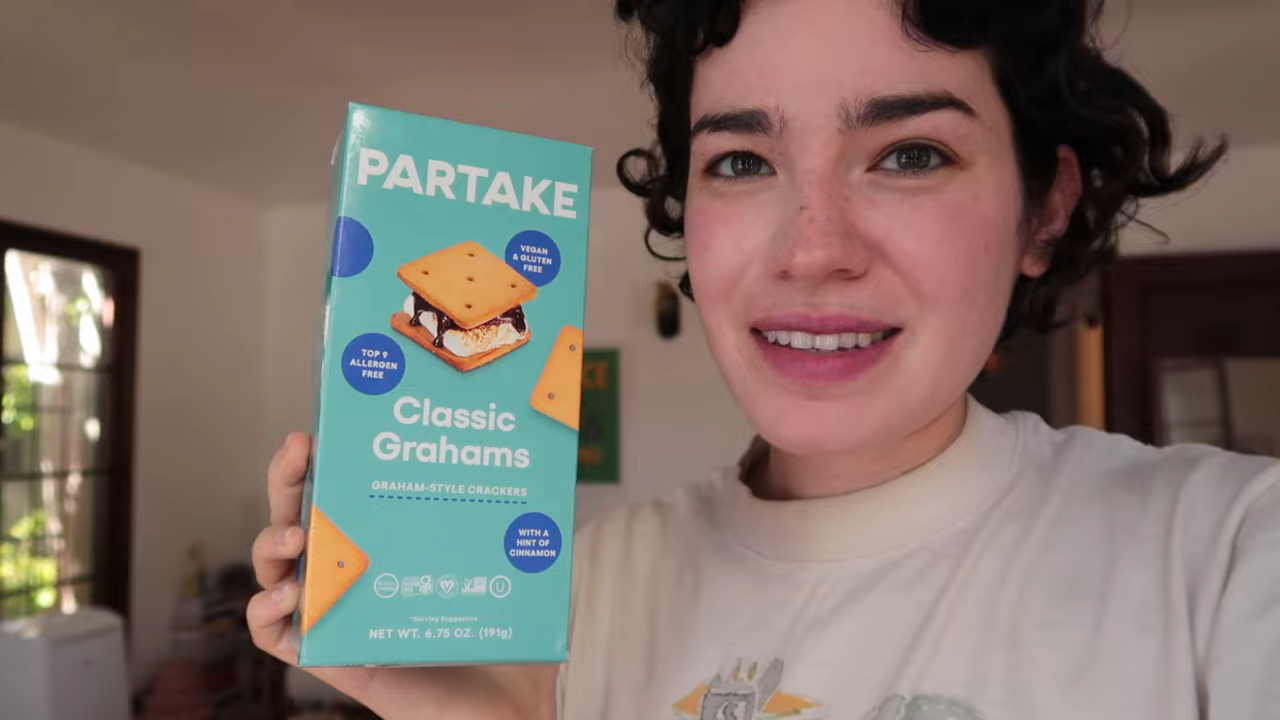 PARTAKE
VEGAN
& GLUTEN
FREE
TOP 9
ALLERGEN
FREE
Classic
Grahams
GRAHAM-STYLE CRACKERS
WITH A
HINT OF
CINNAMON
U
*Serving Suggestion
NET WT. 6.75 OZ. (191g)